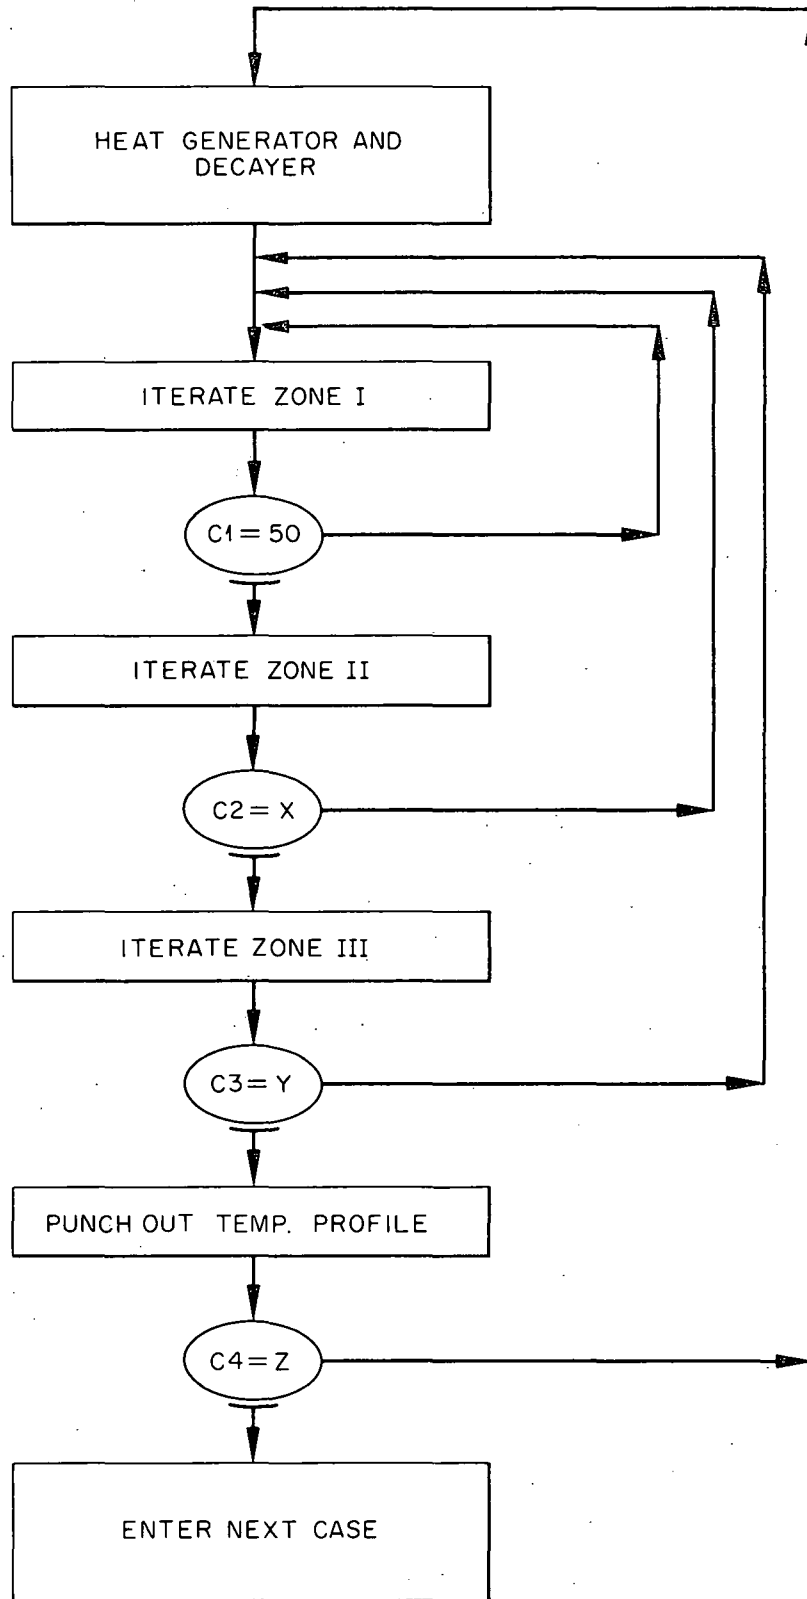 HEAT GENERATOR AND
DECAYER
ITERATE ZONE I
C1 = 50
ITERATE ZONE II
C2 = X
ITERATE ZONE III
C3 = Y
PUNCH OUT TEMP. PROFILE
C4 = Z
ENTER NEXT CASE